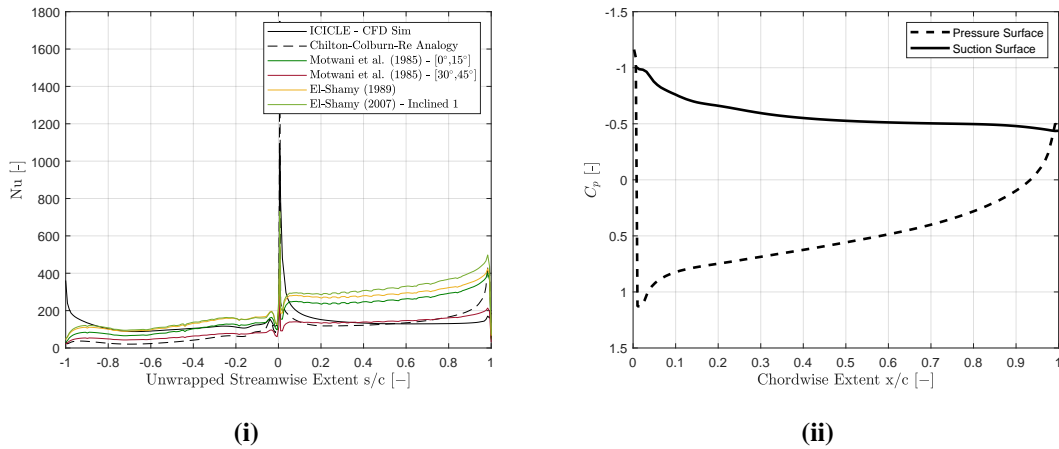 1800
1600
1400
1200
1000
800
600
400
200
0
Nu [-]
ICICLE - CFD Sim
Chilton-Colburn-Re Analogy
Motwani et al. (1985) - [0°,15°]
Motwani et al. (1985) - [30°,45°]
El-Shamy (1989)
El-Shamy (2007) - Inclined 1
-1 -0.8 -0.6 -0.4 -0.2 0 0.2 0.4 0.6 0.8 1
Unwrapped Streamwise Extent s/c [−]
(i)
-1.5
-1
-0.5
0
0.5
1
1.5
Cp [-]
Pressure Surface
Suction Surface
0 0.1 0.2 0.3 0.4 0.5 0.6 0.7 0.8 0.9 1
Chordwise Extent x/c [−]
(ii)